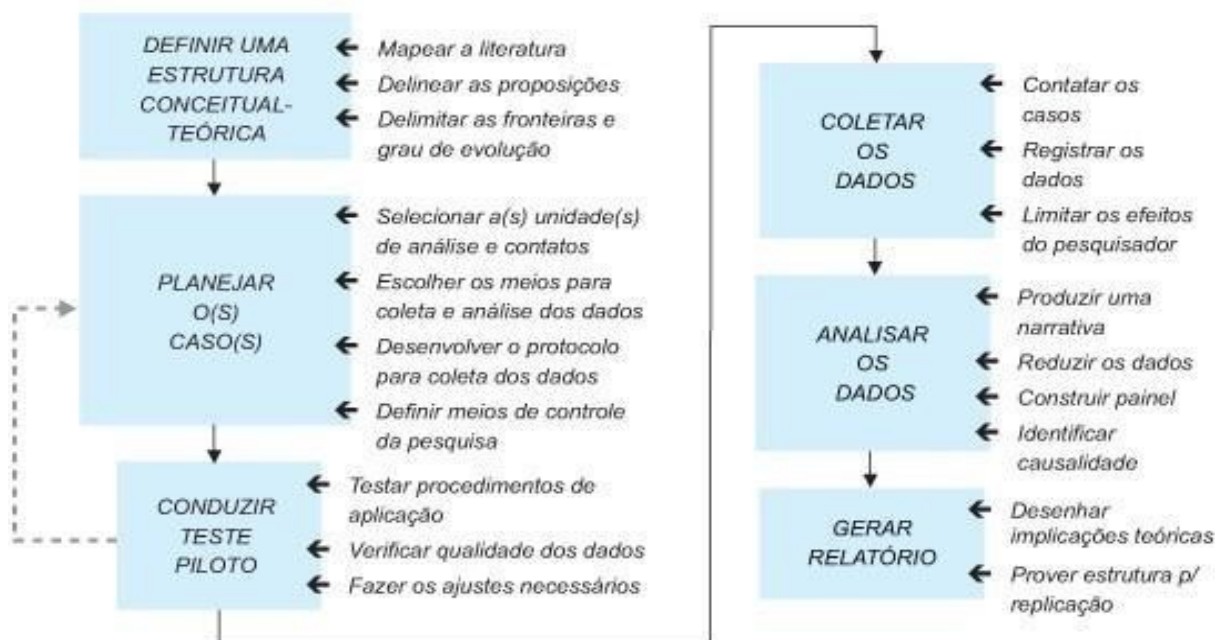 DEFINIR UMA
ESTRUTURA
CONCEITUAL-
TEÓRICA
Mapear a literatura
Delinear as proposições
Delimitar as fronteiras e
grau de evolução
PLANEJAR
O(S)
CASO(S)
Selecionar a(s) unidade(s)
de análise e contatos
Escolher os meios para
coleta e análise dos dados
Desenvolver o protocolo
para coleta dos dados
Definir meios de controle
da pesquisa
CONDUZIR
TESTE
PILOTO
Testar procedimentos de
aplicação
Verificar qualidade dos dados
Fazer os ajustes necessários
COLETAR
OS
DADOS
Contatar os
casos
Registrar os
dados
Limitar os efeitos
do pesquisador
ANALISAR
OS
DADOS
Produzir uma
narrativa
Reduzir os dados
Construir painel
Identificar
causalidade
GERAR
RELATÓRIO
Desenhar
implicações teóricas
Prover estrutura p/
replicação